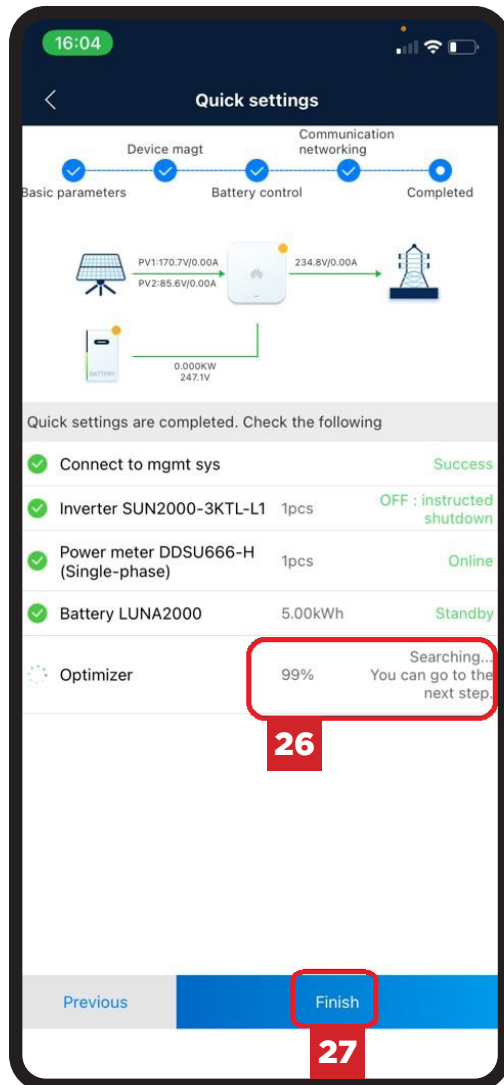 16:04
Quick settings
Communication
Device magt
networking
Basic parameters
Battery control
Completed
PV1:170.7V/0.00A
234.8V/0.00A
PV2:85.6V/0.00A
BATTERY
0.000KW
247.1V
Quick settings are completed. Check the following
Connect to mgmt sys
Success
Inverter SUN2000-3KTL-L1
1pcs
OFF : instructed
shutdown
Power meter DDSU666-H
(Single-phase)
1pcs
Online
Battery LUNA2000
5.00kWh
Standby
Optimizer
99%
Searching...
You can go to the
next step.
26
Previous
Finish
27